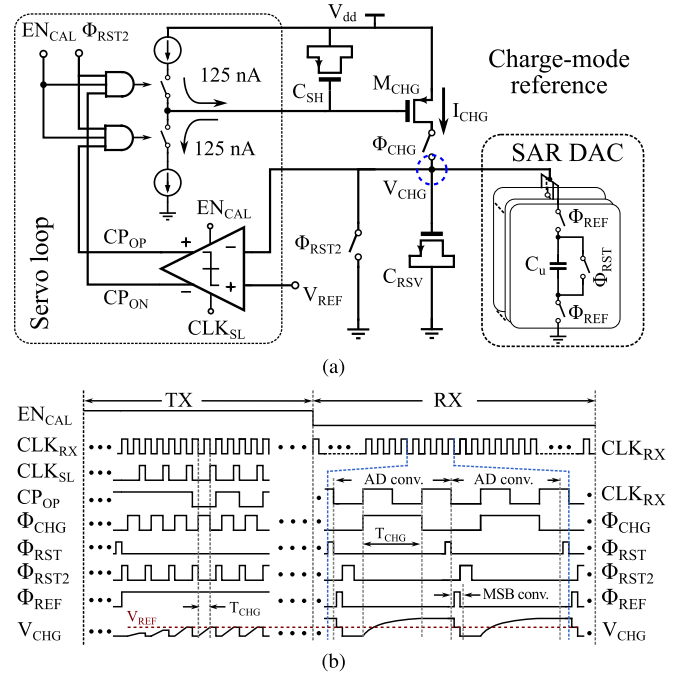 EN_CAL Φ_RST2
V_dd
125 nA
C_SH
M_CHG
I_CHG
Charge-mode
reference
125 nA
Φ_CHG
SAR DAC
V_CHG
Servo loop
EN_CAL
CP_OP
+
−
Φ_RST2
C_RSV
Φ_REF
C_u
Φ_RST
Φ_REF
CP_ON
−
+
V_REF
CLK_SL
(a)
TX RX
EN_CAL
CLK_RX CLK_RX
CLK_SL
AD conv. AD conv.
CP_OP CLK_RX
Φ_CHG T_CHG Φ_CHG
Φ_RST Φ_RST
Φ_RST2 Φ_RST2
Φ_REF T_CHG MSB conv. Φ_REF
V_REF
V_CHG V_CHG
(b)